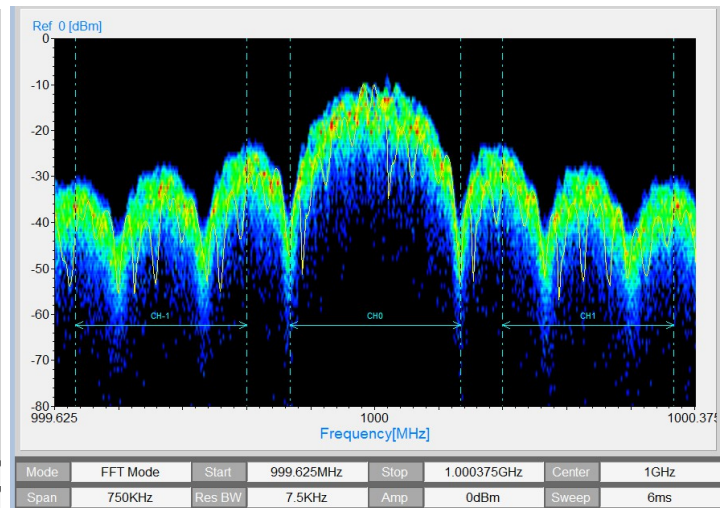 Ref 0 [dBm]
0
-10
-20
-30
-40
-50
-60
-70
-80
CH-1 CH0 CH1
999.625 1000 1000.375
Frequency[MHz]
Mode FFT Mode Start 999.625MHz Stop 1.000375GHz Center 1GHz
Span 750KHz Res BW 7.5KHz Amp 0dBm Sweep 6ms